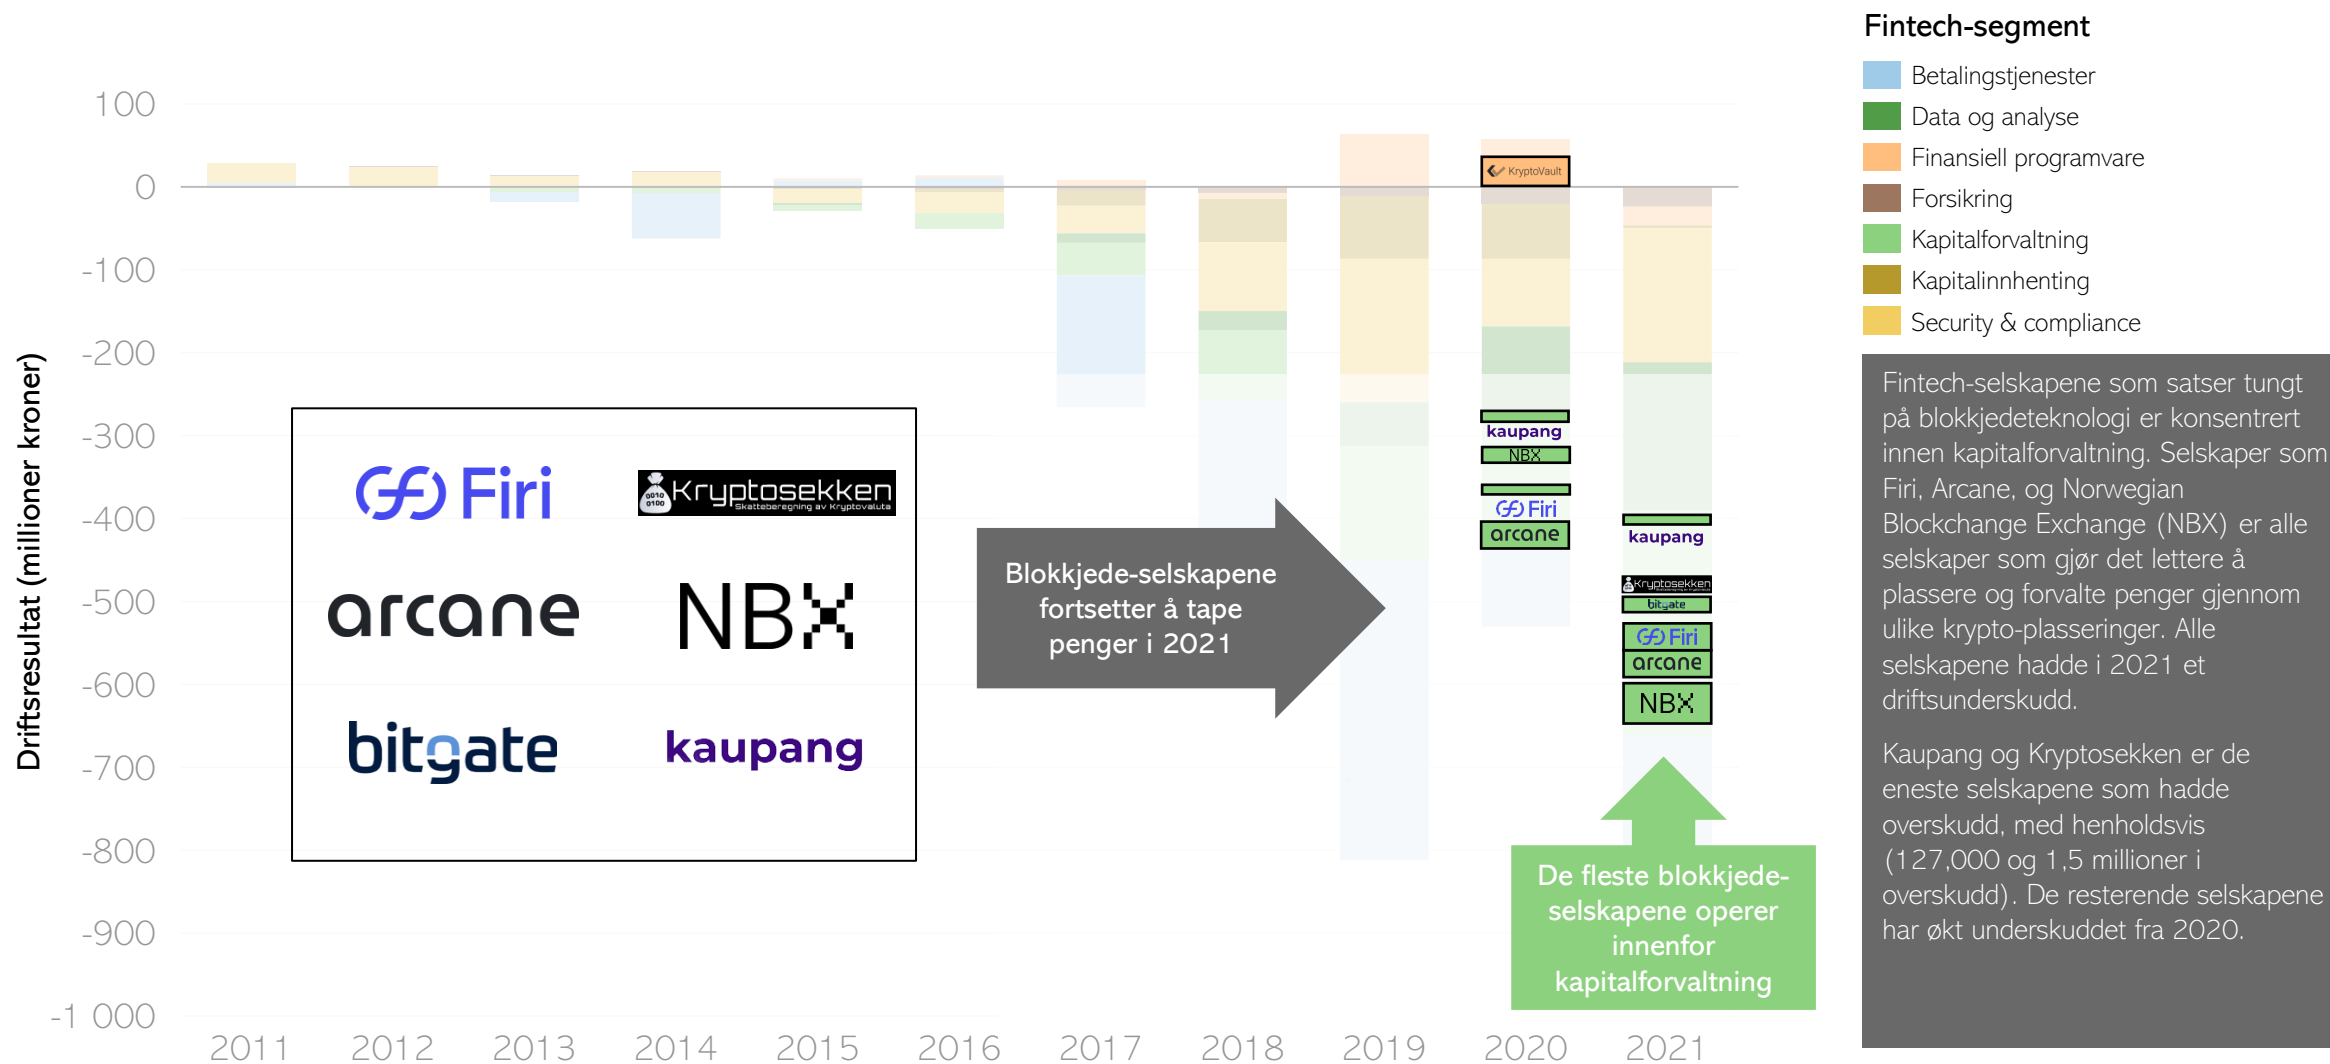 Fintech-segment
Betalingstjenester
Data og analyse
Finansiell programvare
Forsikring
Kapitalforvaltning
Kapitalinnhenting
Security & compliance
Driftsresultat (millioner kroner)
100
0
-100
-200
-300
-400
-500
-600
-700
-800
-900
-1 000
2011
2012
2013
2014
2015
2016
2017
2018
2019
2020
2021
Firi
Kryptosekken
Skatteberegning av Kryptovaluta
0010
0100
arcane
NBX
bitgate
kaupang
Blokkjede-selskapene
fortsetter å tape
penger i 2021
KryptoVault
kaupang
NBX
Firi
arcane
kaupang
Kryptosekken
bitgate
Firi
arcane
NBX
De fleste blokkjede-
selskapene operer
innenfor
kapitalforvaltning
Fintech-selskapene som satser tungt
på blokkjedeteknologi er konsentrert
innen kapitalforvaltning. Selskaper som
Firi, Arcane, og Norwegian
Blockchange Exchange (NBX) er alle
selskaper som gjør det lettere å
plassere og forvalte penger gjennom
ulike krypto-plasseringer. Alle
selskapene hadde i 2021 et
driftsunderskudd.
Kaupang og Kryptosekken er de
eneste selskapene som hadde
overskudd, med henholdsvis
(127,000 og 1,5 millioner i
overskudd). De resterende selskapene
har økt underskuddet fra 2020.